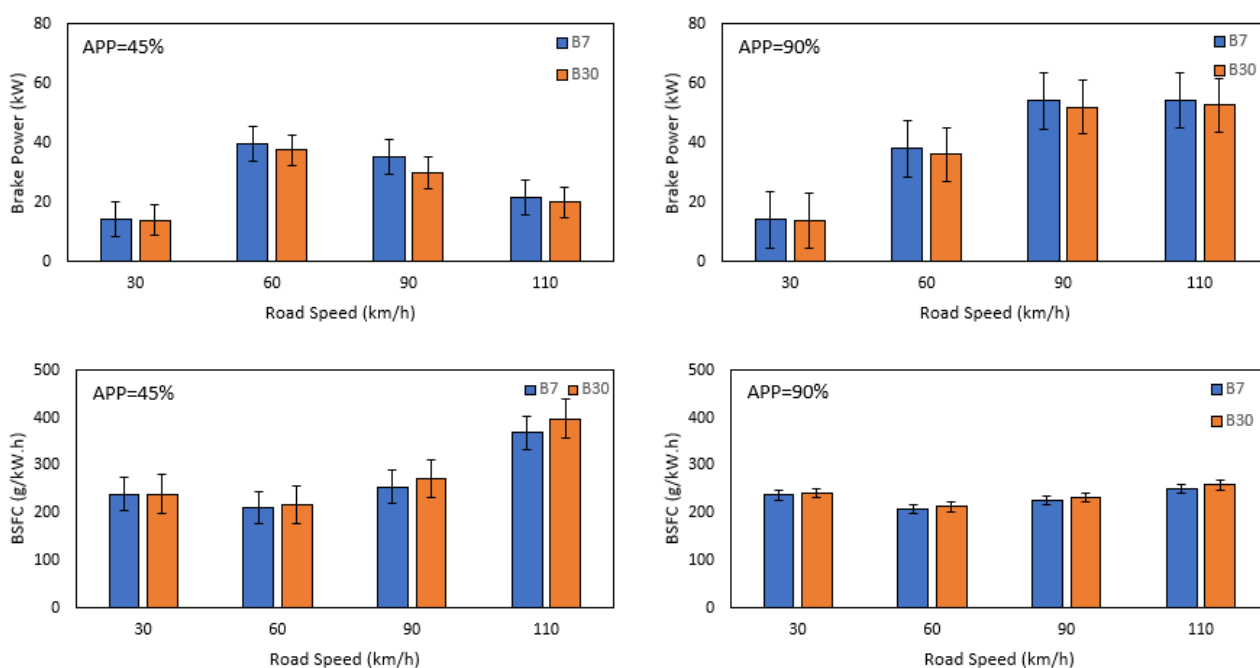 APP=45%
B7
B30
Brake Power (kW)
80
60
40
20
0
30 60 90 110
Road Speed (km/h)
APP=90%
B7
B30
Brake Power (kW)
80
60
40
20
0
30 60 90 110
Road Speed (km/h)
APP=45%
B7 B30
BSFC (g/kW.h)
500
400
300
200
100
0
30 60 90 110
Road Speed (km/h)
APP=90%
B7
B30
BSFC (g/kW.h)
500
400
300
200
100
0
30 60 90 110
Road Speed (km/h)